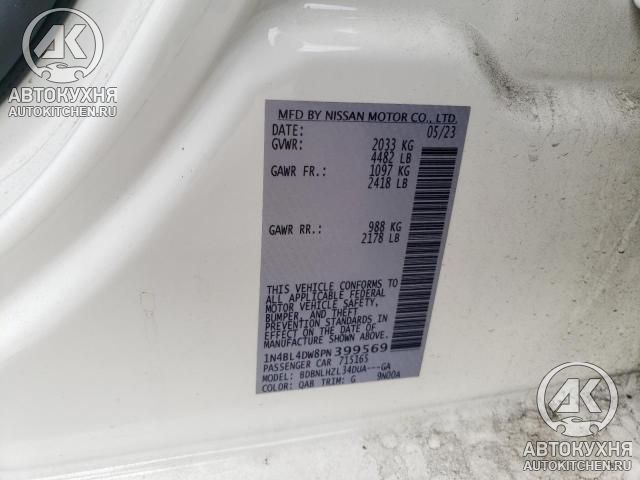 AK
АВТОКУХНЯ
AUTOKITCHEN.RU
MFD BY NISSAN MOTOR CO., LTD.
DATE: 05/23
GVWR: 2033 KG
4482 LB
GAWR FR.: 1097 KG
2418 LB
GAWR RR.: 988 KG
2178 LB
THIS VEHICLE CONFORMS TO
ALL APPLICABLE FEDERAL
MOTOR VEHICLE SAFETY,
BUMPER, AND THEFT
PREVENTION STANDARDS IN
EFFECT ON THE DATE OF
MANUFACTURE SHOWN ABOVE.
1N4BL4DW8PN399569
PASSENGER CAR 715165
MODEL: BDBNLHZL34DUA---GA
COLOR: QAB TRIM: G 9N00A
AK
АВТОКУХНЯ
AUTOKITCHEN.RU